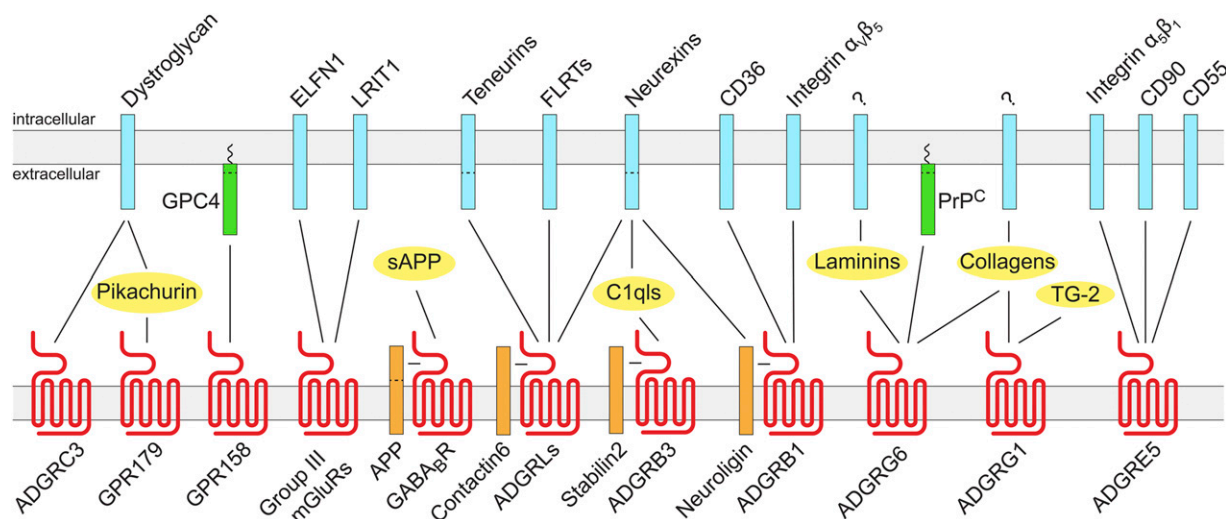 Dystroglycan
ELFN1
LRIT1
Teneurins
FLRTs
Neurexins
CD36
Integrin αVβ5
?
?
Integrin α5β1
CD90
CD55
intracellular
extracellular
GPC4
PrPC
sAPP
Laminins
Collagens
Pikachurin
C1qls
TG-2
ADGRC3
GPR179
GPR158
Group III
mGluRs
APP
GABABR
Contactin6
ADGRLs
Stabilin2
ADGRB3
Neuroligin
ADGRB1
ADGRG6
ADGRG1
ADGRE5